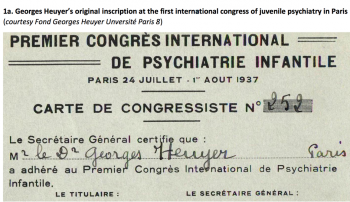 1a. Georges Heuyer's original inscription at the first international congress of juvenile psychiatry in Paris
(courtesy Fond Georges Heuyer Unversité Paris 8)
PREMIER CONGRÈS INTERNATIONAL
DE PSYCHIATRIE INFANTILE
PARIS 24 JUILLET - 1er AOUT 1937
CARTE DE CONGRESSISTE N° 252
Le Secrétaire Général certifie que :
Mr le Dr Georges Heuyer Paris
a adhéré au Premier Congrès International de Psychiatrie
Infantile.
LE TITULAIRE : LE SECRÉTAIRE GÉNÉRAL :